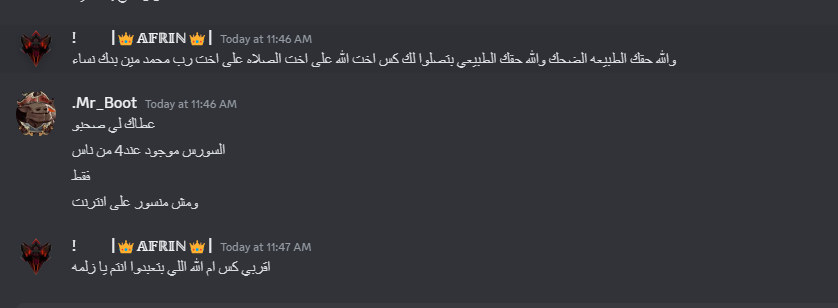 ! |👑𝔸𝔽ℝ𝕀ℕ👑| Today at 11:46 AM
والله حقك الطبيعه الضحك والله حقك الطبيعي يتصلوا لك كس اخت الله على اخت الصلاه على اخت رب محمد مين بدك نساء
.Mr_Boot Today at 11:46 AM
عطاك لي صحبو
السورس موجود عند4 من ناس
فقط
ومش منسور على انترنت
! |👑𝔸𝔽ℝ𝕀ℕ👑| Today at 11:47 AM
اقربي كس ام الله اللي بتعبدوا انتم يا زلمه